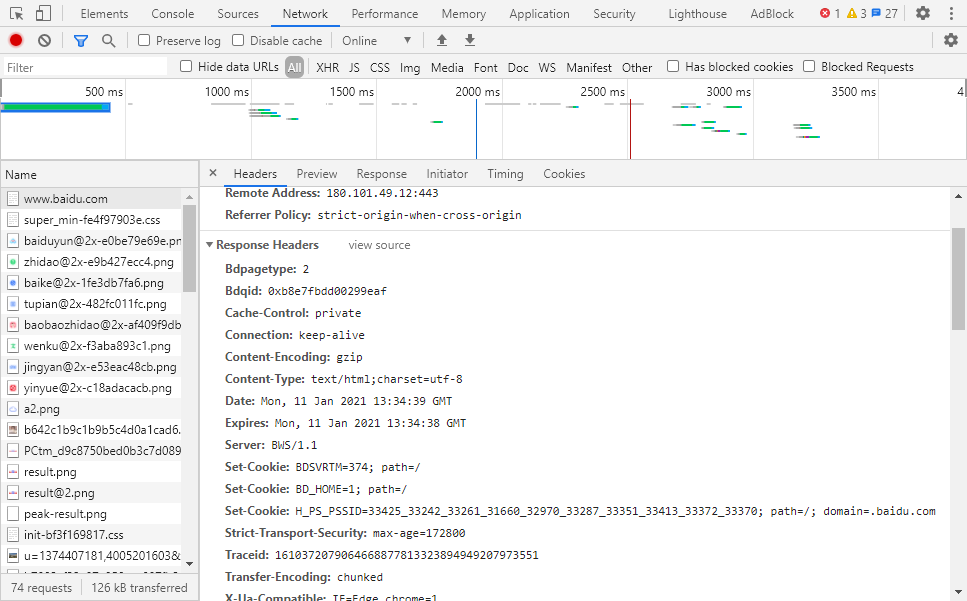 Elements Console Sources Network Performance Memory Application Security Lighthouse AdBlock 1 3 27
Preserve log Disable cache Online
Filter Hide data URLs All XHR JS CSS Img Media Font Doc WS Manifest Other Has blocked cookies Blocked Requests
500 ms 1000 ms 1500 ms 2000 ms 2500 ms 3000 ms 3500 ms 4
Name
www.baidu.com
super_min-fe4f97903e.css
baiduyun@2x-e0be79e69e.pn
zhidao@2x-e9b427ecc4.png
baike@2x-1fe3db7fa6.png
tupian@2x-482fc011fc.png
baobaozhidao@2x-af409f9db
wenku@2x-f3aba893c1.png
jingyan@2x-e53eac48cb.png
yinyue@2x-c18adacacb.png
a2.png
b642c1b9c1b9b5c4d0a1cad6.
PCtm_d9c8750bed0b3c7d089
result.png
result@2.png
peak-result.png
init-bf3f169817.css
u=1374407181,4005201603&
74 requests 126 kB transferred
× Headers Preview Response Initiator Timing Cookies
Remote Address: 180.101.49.12:443
Referrer Policy: strict-origin-when-cross-origin
Response Headers view source
Bdpagetype: 2
Bdqid: 0xb8e7fbdd00299eaf
Cache-Control: private
Connection: keep-alive
Content-Encoding: gzip
Content-Type: text/html;charset=utf-8
Date: Mon, 11 Jan 2021 13:34:39 GMT
Expires: Mon, 11 Jan 2021 13:34:38 GMT
Server: BWS/1.1
Set-Cookie: BDSVRTM=374; path=/
Set-Cookie: BD_HOME=1; path=/
Set-Cookie: H_PS_PSSID=33425_33242_33261_31660_32970_33287_33351_33413_33372_33370; path=/; domain=.baidu.com
Strict-Transport-Security: max-age=172800
Traceid: 1610372079064668877813323894949207973551
Transfer-Encoding: chunked
X-Ua-Compatible: IE=Edge,chrome=1